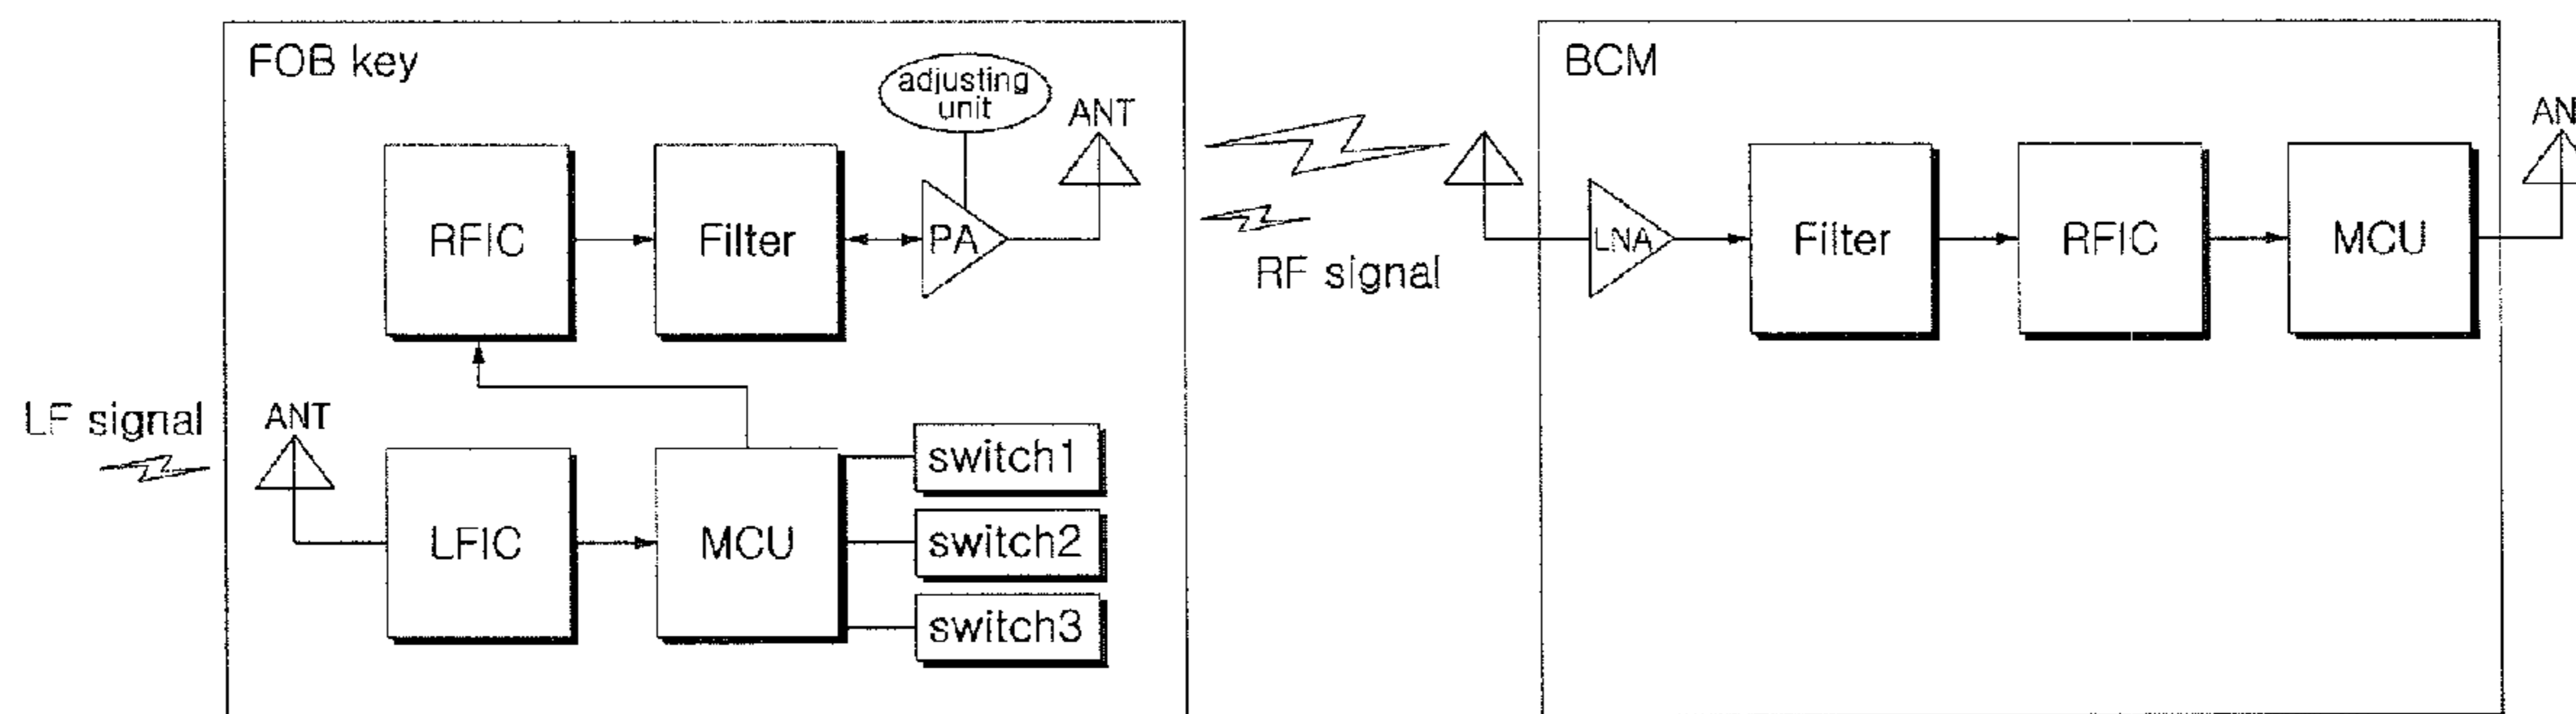 FOB key
adjusting
unit
ANT
RFIC
Filter
PA
LF signal
ANT
LFIC
MCU
switch1
switch2
switch3
RF signal
BCM
LNA
Filter
RFIC
MCU
AN